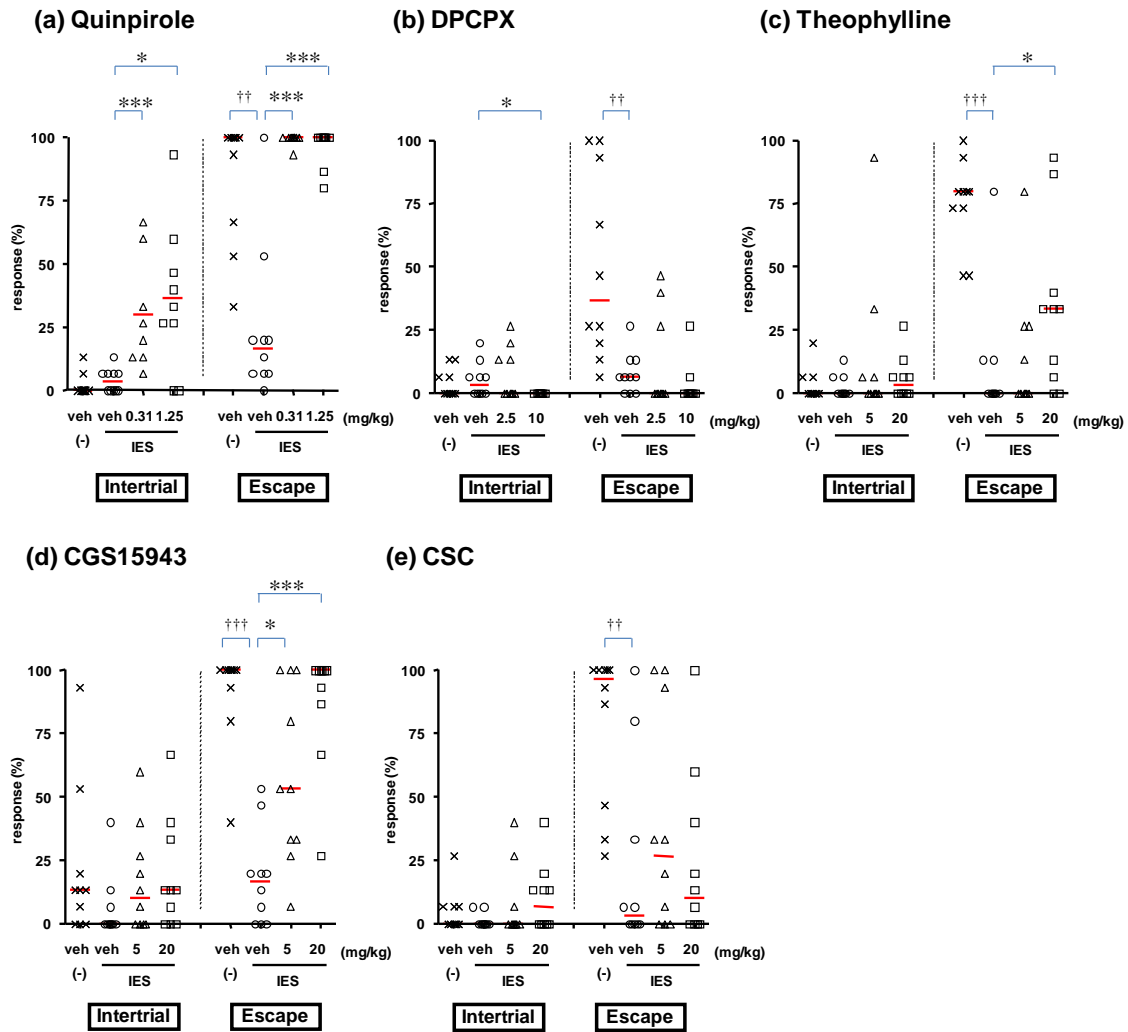 (a) Quinpirole
(b) DPCPX
(c) Theophylline
* ***
*** †† ***
100
75
50
25
0
response (%)
veh veh 0.31 1.25 veh veh 0.31 1.25 (mg/kg)
(-) IES (-) IES
Intertrial Escape
* ††
100
75
50
25
0
response (%)
veh veh 2.5 10 veh veh 2.5 10 (mg/kg)
(-) IES (-) IES
Intertrial Escape
*
†††
100
75
50
25
0
response (%)
veh veh 5 20 veh veh 5 20 (mg/kg)
(-) IES (-) IES
Intertrial Escape
(d) CGS15943
(e) CSC
***
††† *
100
75
50
25
0
response (%)
veh veh 5 20 veh veh 5 20 (mg/kg)
(-) IES (-) IES
Intertrial Escape
††
100
75
50
25
0
response (%)
veh veh 5 20 veh veh 5 20 (mg/kg)
(-) IES (-) IES
Intertrial Escape